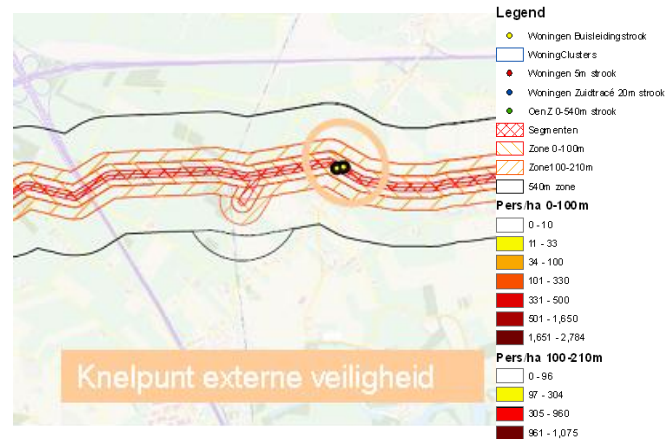 Legend
Woningen Buisleidingstrook
WoningClusters
Woningen 5m strook
Woningen Zuidtracé 20m strook
OenZ 0-540m strook
Segmenten
Zone 0-100m
Zone100-210m
540m zone
Pers/ha 0-100m
0 - 10
11 - 33
34 - 100
101 - 330
331 - 500
501 - 1,650
1,651 - 2,784
Pers/ha 100-210m
0 - 96
97 - 304
305 - 960
961 - 1,075
Knelpunt externe veiligheid